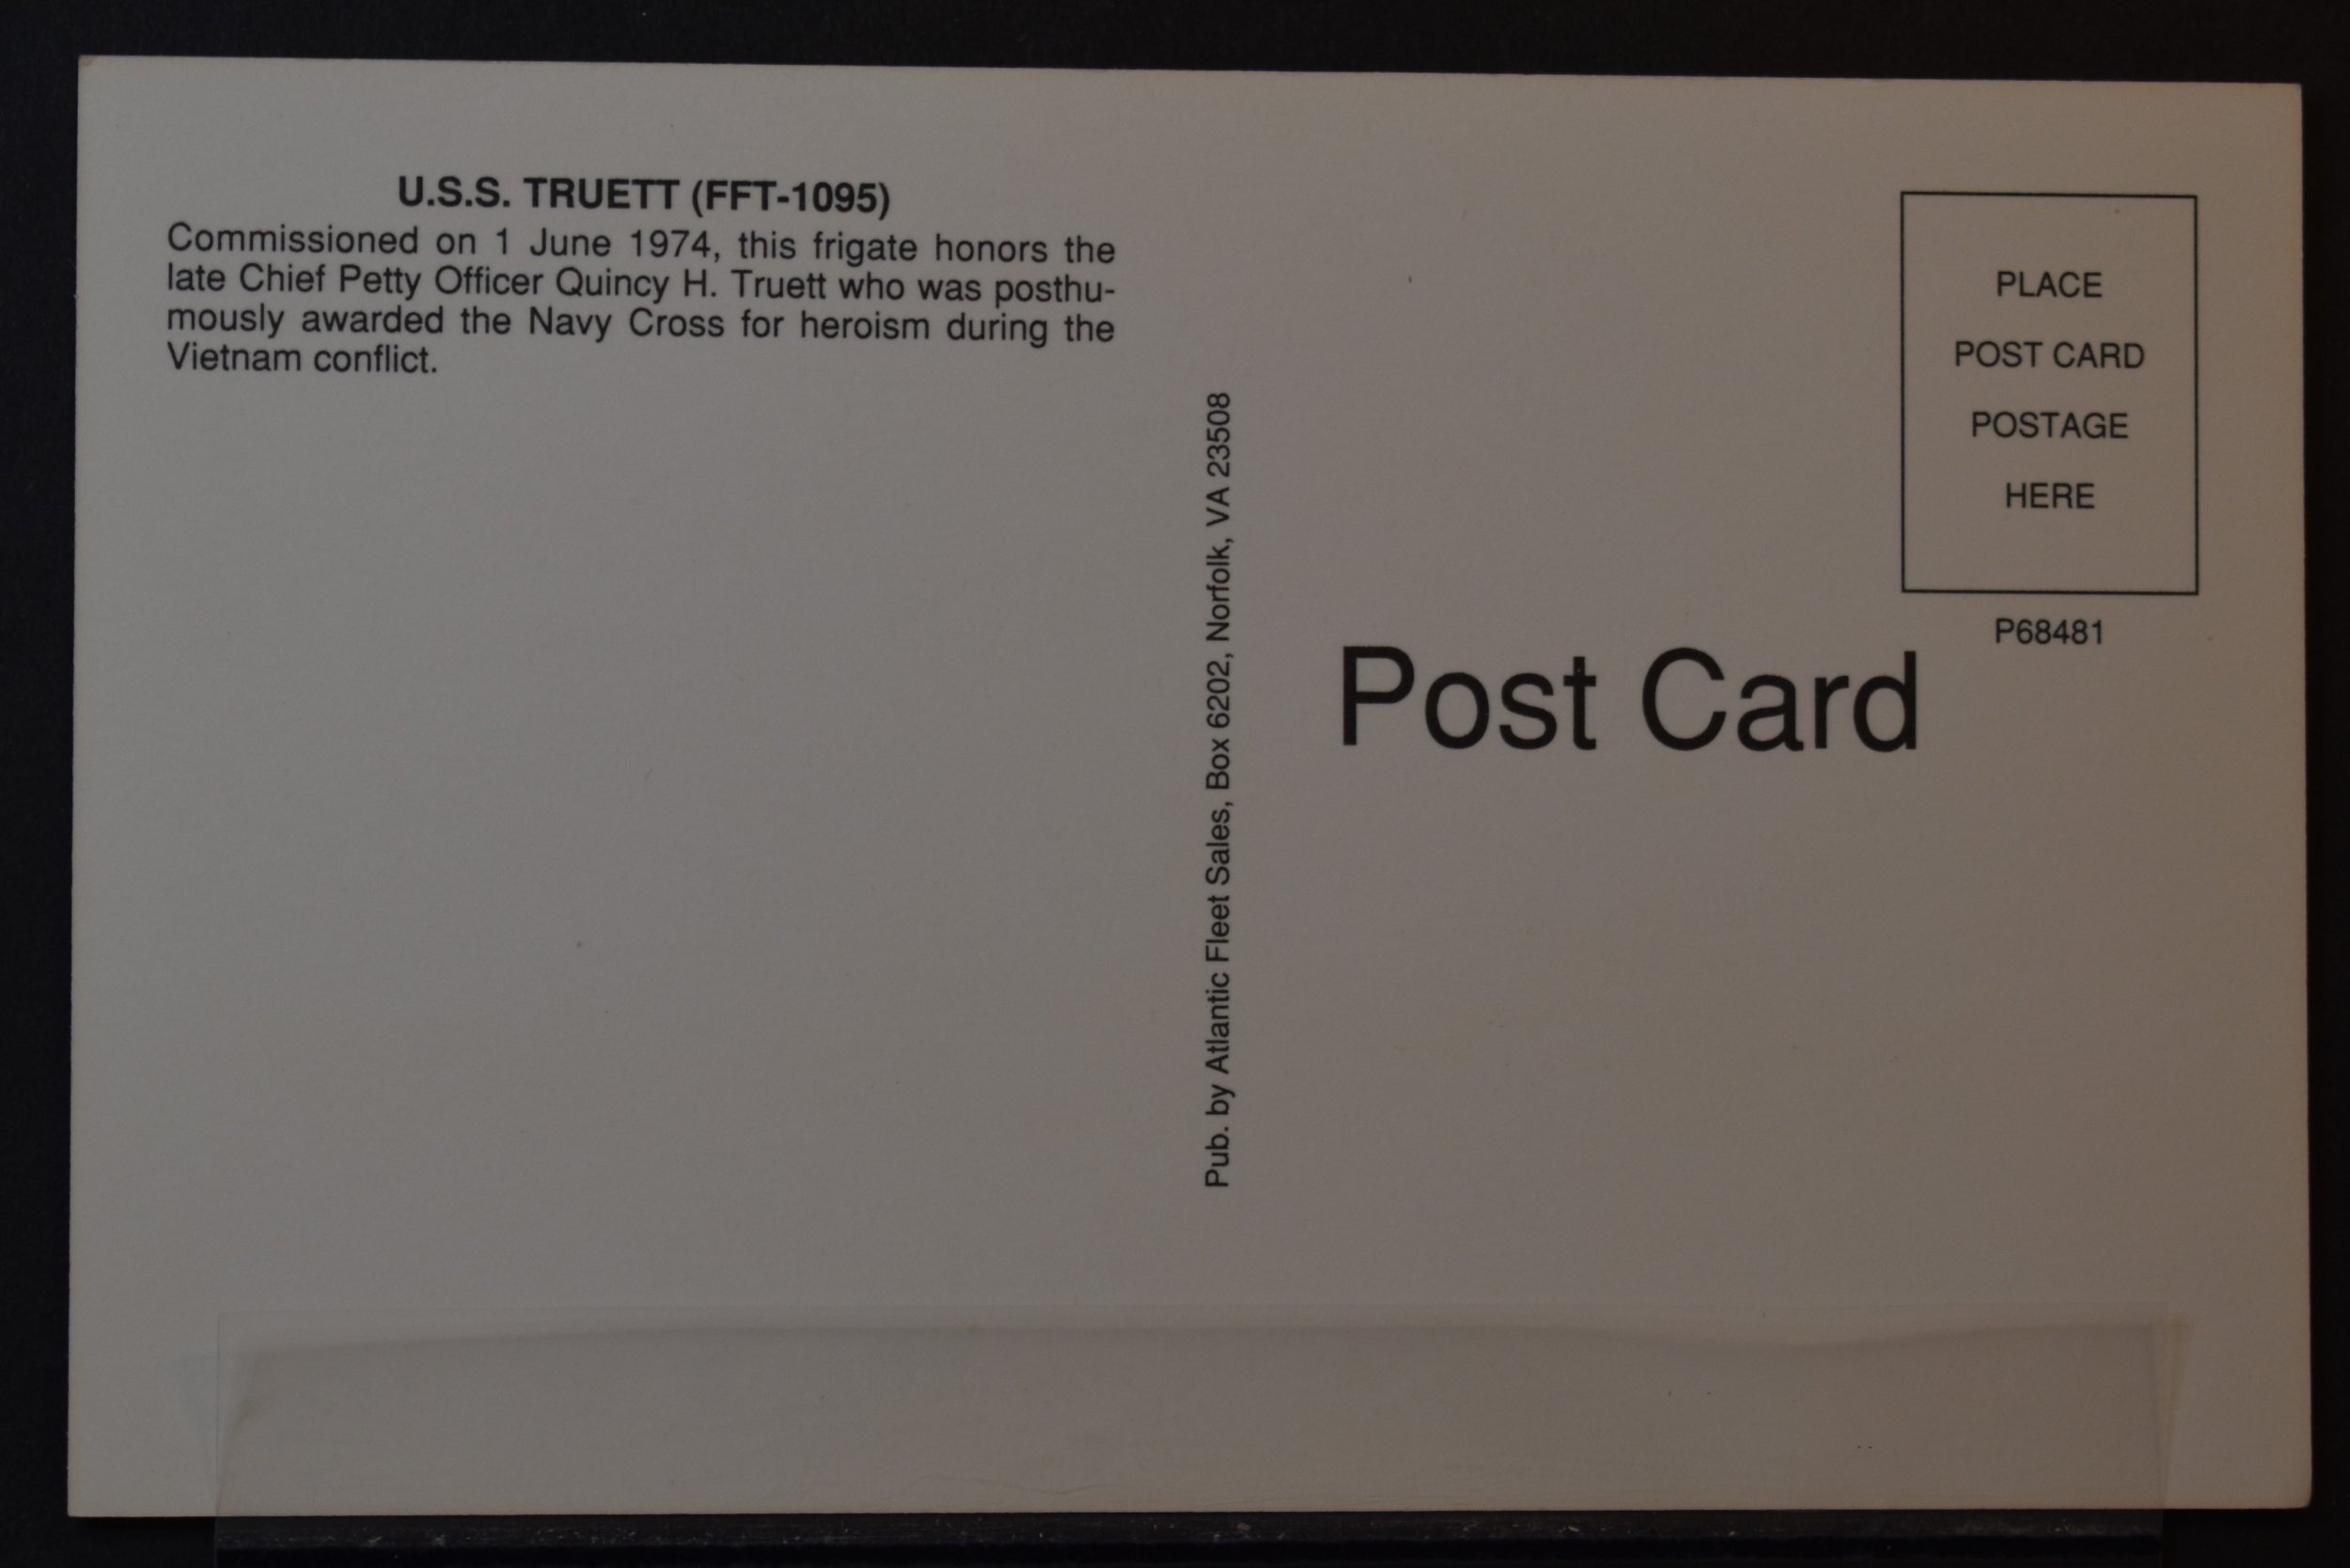 U.S.S. TRUETT (FFT-1095)
Commissioned on 1 June 1974, this frigate honors the
late Chief Petty Officer Quincy H. Truett who was posthu-
mously awarded the Navy Cross for heroism during the
Vietnam conflict.
Pub. by Atlantic Fleet Sales, Box 6202, Norfolk, VA 23508
PLACE
POST CARD
POSTAGE
HERE
P68481
Post Card